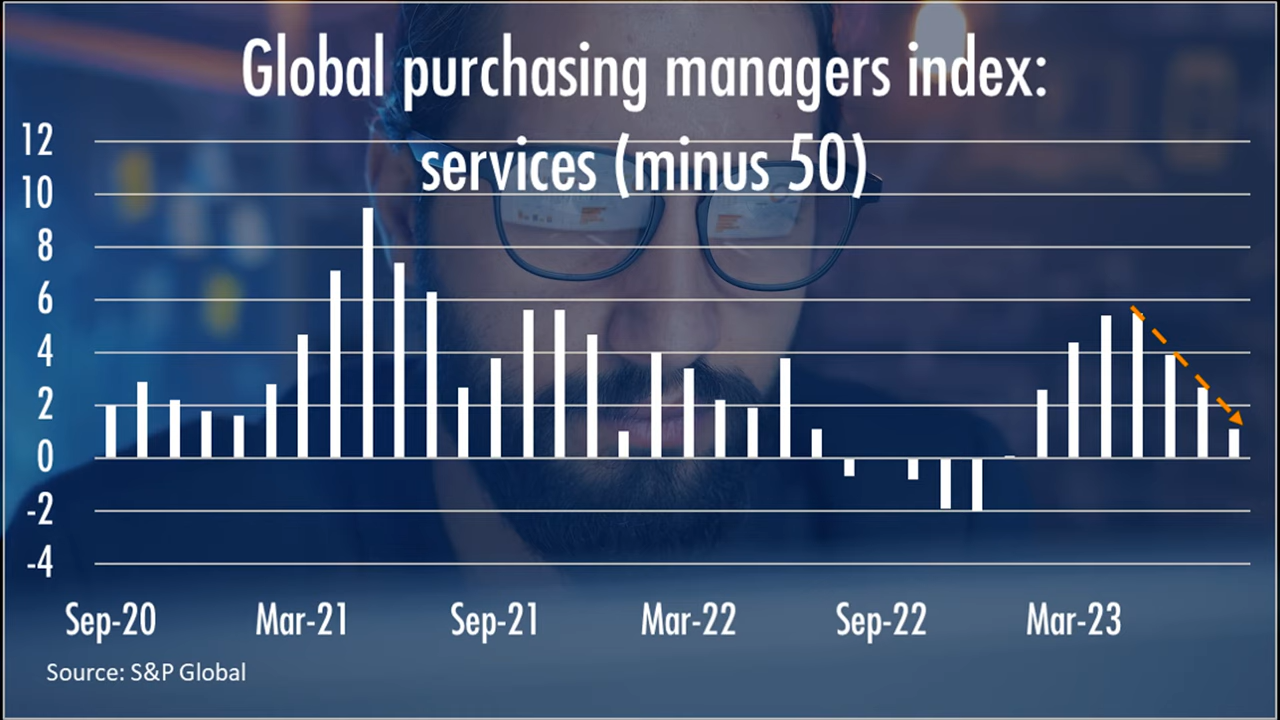 Global purchasing managers index:
services (minus 50)
12
10
8
6
4
2
0
-2
-4
Sep-20 Mar-21 Sep-21 Mar-22 Sep-22 Mar-23
Source: S&P Global